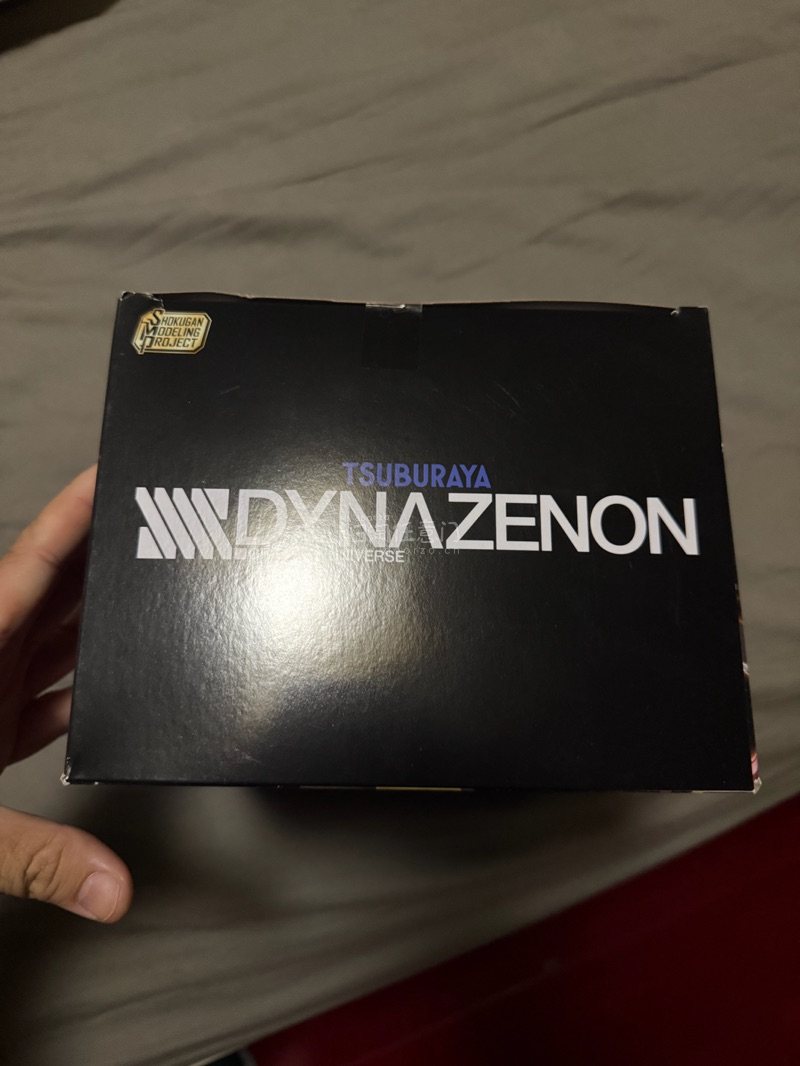 SHOKUGAN
MODELING
PROJECT
TSUBURAYA
DYNAZENON